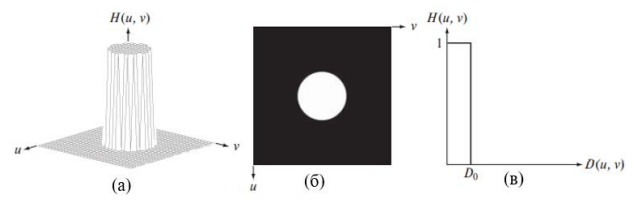 H(u, v)
u
v
(а)
v
u
(б)
H(u, v)
1
D₀
D(u, v)
(в)